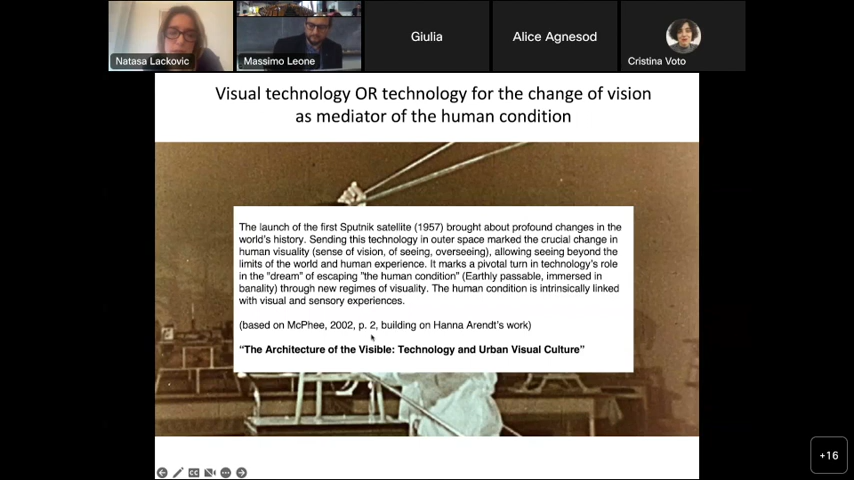 Natasa Lackovic
Massimo Leone
Giulia
Alice Agnesod
Cristina Voto
Visual technology OR technology for the change of vision
as mediator of the human condition
The launch of the first Sputnik satellite (1957) brought about profound changes in the
world's history. Sending this technology in outer space marked the crucial change in
human visuality (sense of vision, of seeing, overseeing), allowing seeing beyond the
limits of the world and human experience. It marks a pivotal turn in technology's role
in the "dream" of escaping "the human condition" (Earthly passable, immersed in
banality) through new regimes of visuality. The human condition is intrinsically linked
with visual and sensory experiences.
(based on McPhee, 2002, p. 2, building on Hanna Arendt's work)
"The Architecture of the Visible: Technology and Urban Visual Culture"
CC
+16